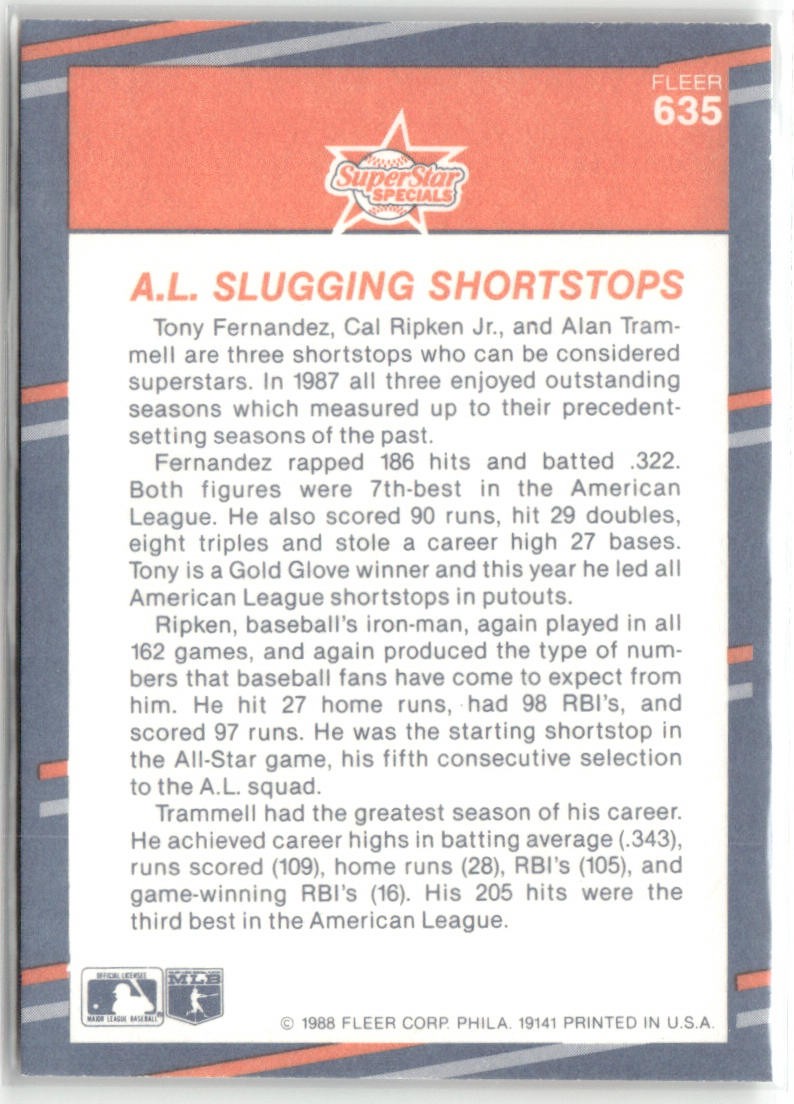 FLEER
635
SuperStar
SPECIALS
A.L. SLUGGING SHORTSTOPS
Tony Fernandez, Cal Ripken Jr., and Alan Tram-
mell are three shortstops who can be considered
superstars. In 1987 all three enjoyed outstanding
seasons which measured up to their precedent-
setting seasons of the past.
Fernandez rapped 186 hits and batted .322.
Both figures were 7th-best in the American
League. He also scored 90 runs, hit 29 doubles,
eight triples and stole a career high 27 bases.
Tony is a Gold Glove winner and this year he led all
American League shortstops in putouts.
Ripken, baseball's iron-man, again played in all
162 games, and again produced the type of num-
bers that baseball fans have come to expect from
him. He hit 27 home runs, had 98 RBI's, and
scored 97 runs. He was the starting shortstop in
the All-Star game, his fifth consecutive selection
to the A.L. squad.
Trammell had the greatest season of his career.
He achieved career highs in batting average (.343),
runs scored (109), home runs (28), RBI's (105), and
game-winning RBI's (16). His 205 hits were the
third best in the American League.
OFFICIAL LICENSEE
MAJOR LEAGUE BASEBALL
MLB
© 1988 FLEER CORP. PHILA. 19141 PRINTED IN U.S.A.